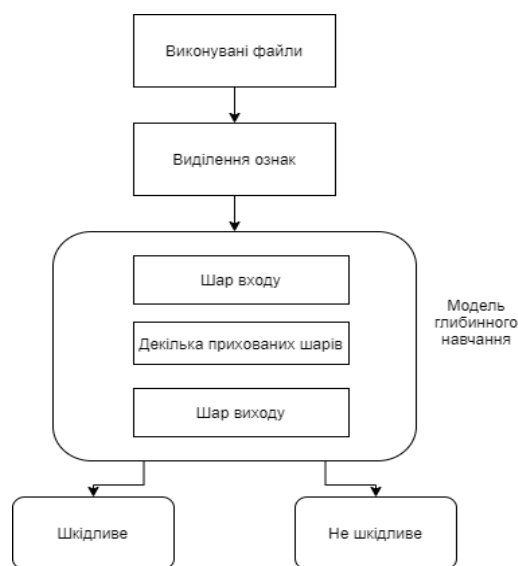 Виконувані файли
Виділення ознак
Шар входу
Декілька прихованих шарів
Шар виходу
Модель
глибинного
навчання
Шкідливе
Не шкідливе